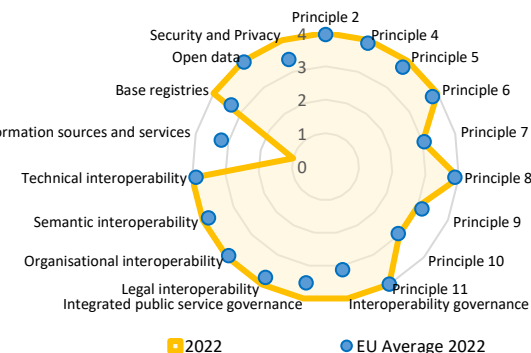 Principle 2
Security and Privacy
Principle 4
Open data
Principle 5
Base registries
Principle 6
ormation sources and services
Principle 7
Technical interoperability
Principle 8
Semantic interoperability
Principle 9
Organisational interoperability
Principle 10
Legal interoperability
Principle 11
Integrated public service governance
Interoperability governance
4
3
2
1
0
2022
EU Average 2022